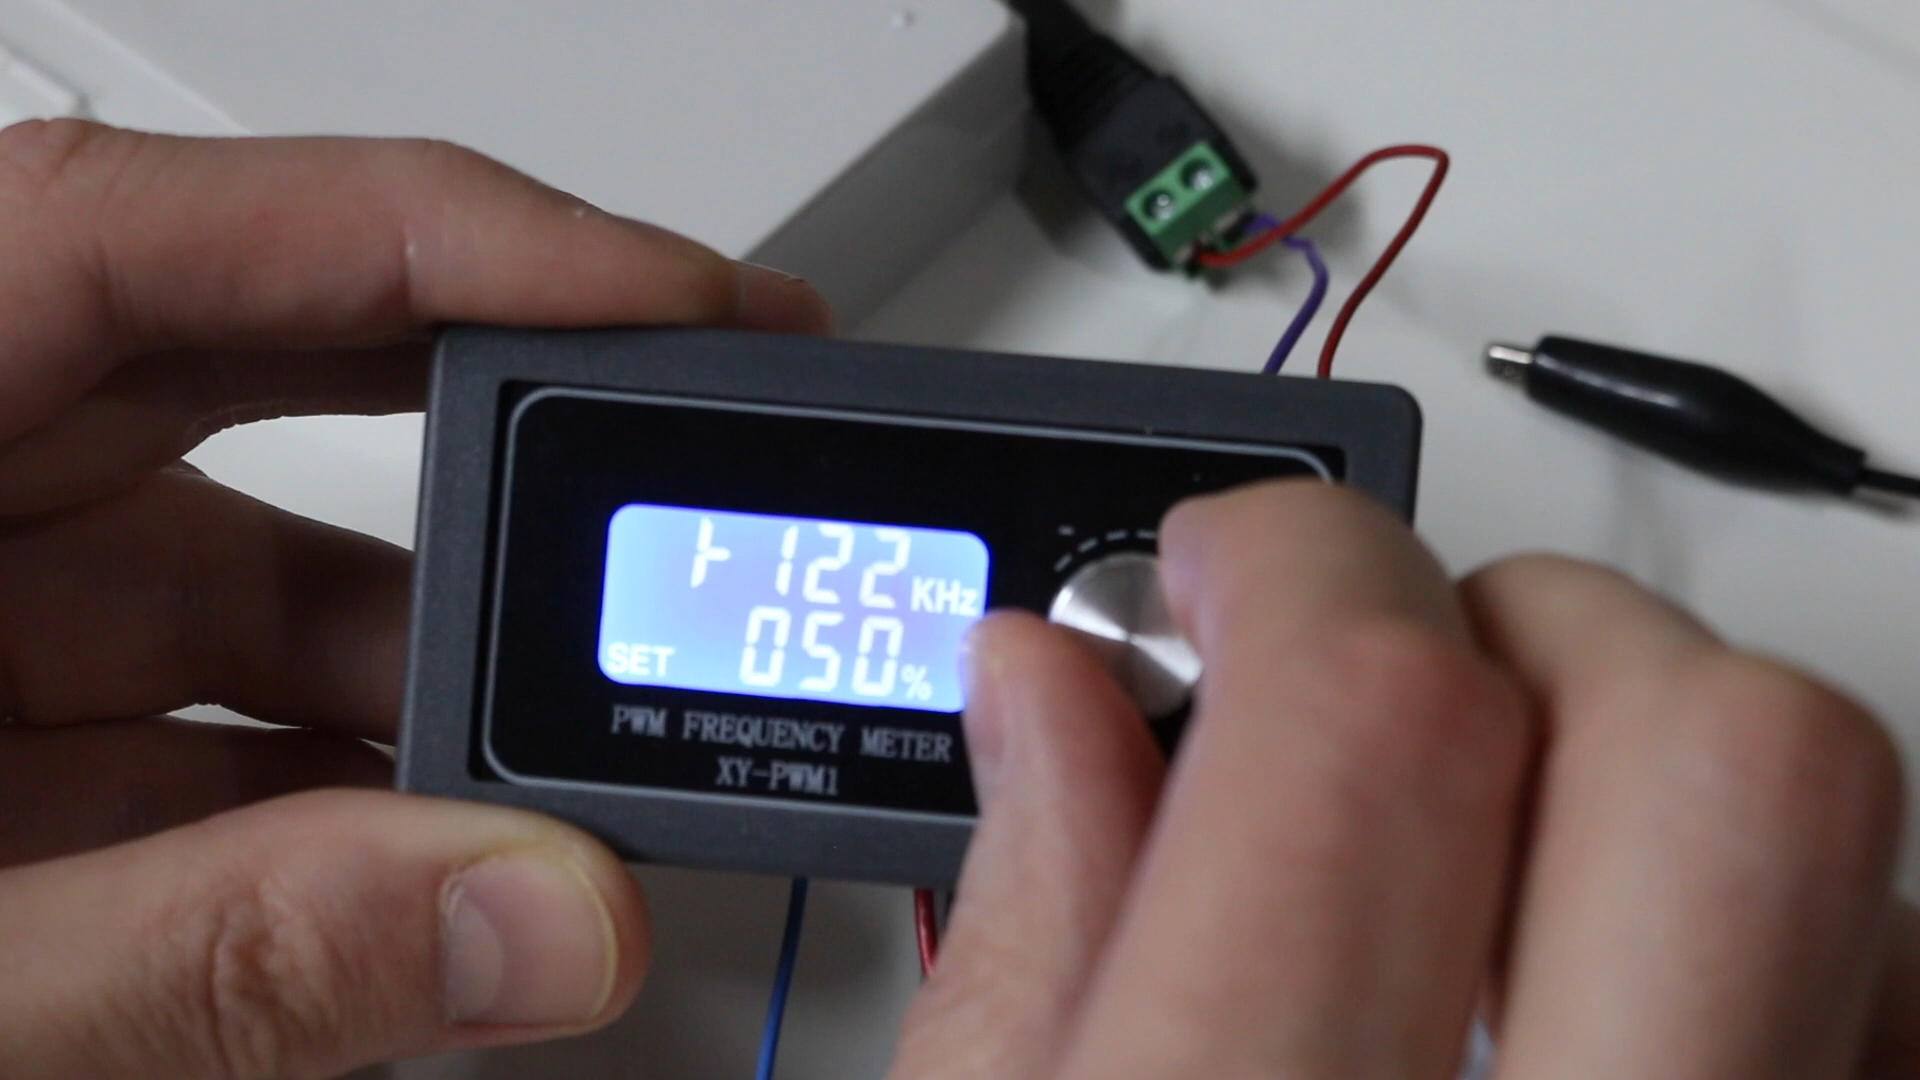 122 KHz
SET 050 %
PWM FREQUENCY METER
XY-PWM1